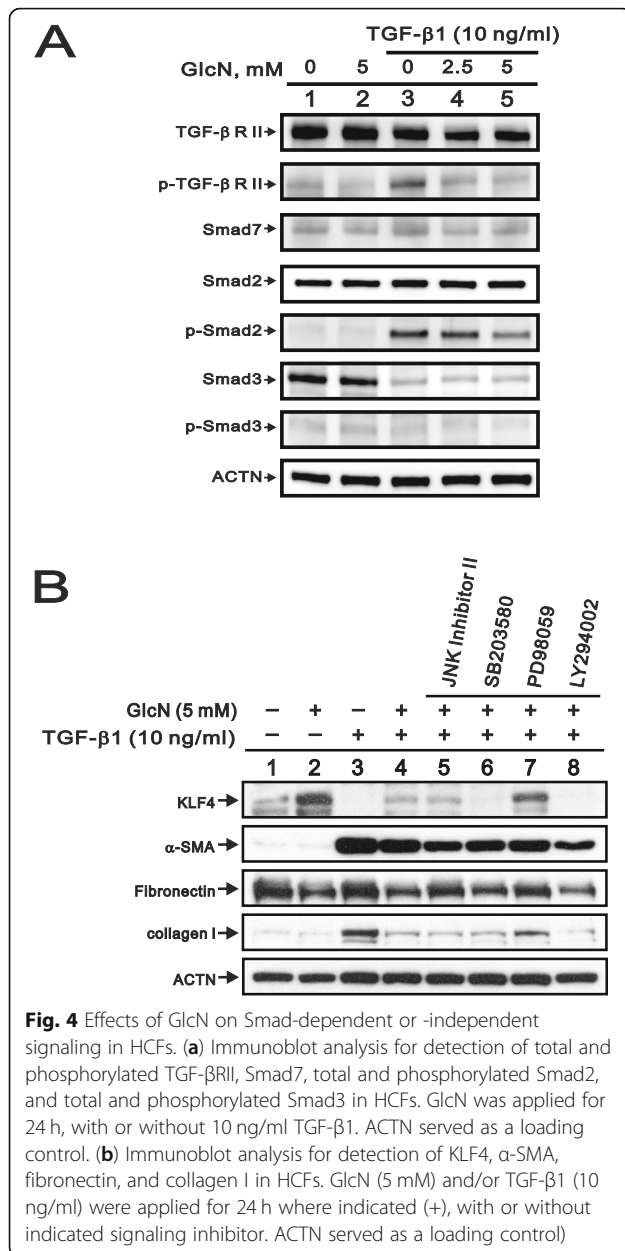 A
TGF-β1 (10 ng/ml)
GlcN, mM 0 5 0 2.5 5
1 2 3 4 5
TGF-β R II
p-TGF-β R II
Smad7
Smad2
p-Smad2
Smad3
p-Smad3
ACTN
B
JNK Inhibitor II
SB203580
PD98059
LY294002
GlcN (5 mM) – + – + + + + +
TGF-β1 (10 ng/ml) – – + + + + + +
1 2 3 4 5 6 7 8
KLF4
α-SMA
Fibronectin
collagen I
ACTN
Fig. 4 Effects of GlcN on Smad-dependent or -independent
signaling in HCFs. (a) Immunoblot analysis for detection of total and
phosphorylated TGF-βRII, Smad7, total and phosphorylated Smad2,
and total and phosphorylated Smad3 in HCFs. GlcN was applied for
24 h, with or without 10 ng/ml TGF-β1. ACTN served as a loading
control. (b) Immunoblot analysis for detection of KLF4, α-SMA,
fibronectin, and collagen I in HCFs. GlcN (5 mM) and/or TGF-β1 (10
ng/ml) were applied for 24 h where indicated (+), with or without
indicated signaling inhibitor. ACTN served as a loading control)